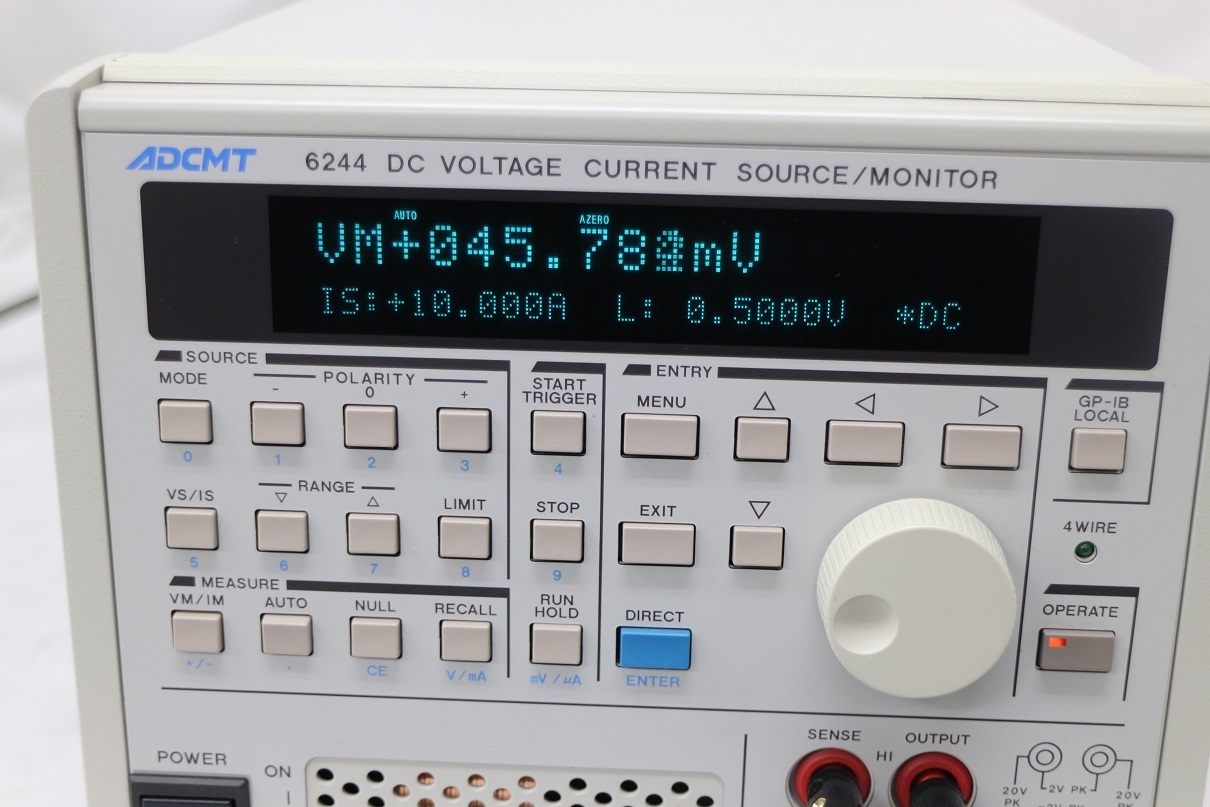 ADCMT 6244 DC VOLTAGE CURRENT SOURCE/MONITOR
AUTO AZERO
VM+045.78 mV
IS:+10.000A L: 0.5000V *DC
SOURCE
MODE POLARITY
- 0 +
0 1 2 3
VS/IS RANGE LIMIT
▽ △
5 6 7 8
MEASURE
VM/IM AUTO NULL RECALL
+/- . CE V/mA
START
TRIGGER
4
STOP
9
RUN
HOLD
mV/μA
ENTRY
MENU △ ◁ ▷
EXIT ▽
DIRECT
ENTER
GP-IB
LOCAL
4WIRE
OPERATE
POWER
ON
I
SENSE HI OUTPUT
20V PK
2V PK
20V PK